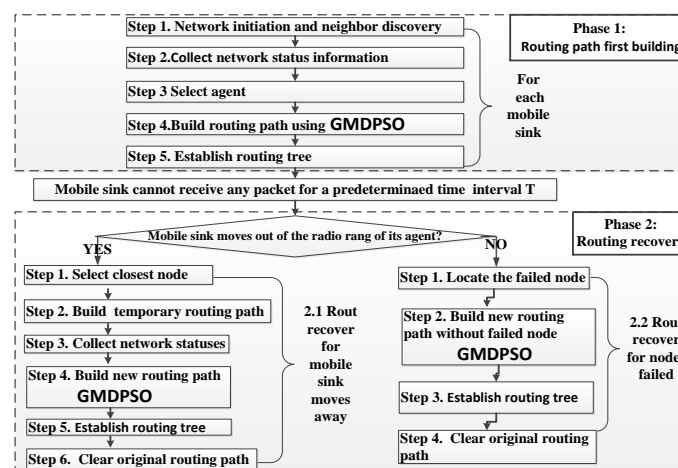 Step 1. Network initiation and neighbor discovery
Phase 1:
Routing path first building
Step 2.Collect network status information
Step 3 Select agent
For
each
mobile
sink
Step 4.Build routing path using GMDPSO
Step 5. Establish routing tree
Mobile sink cannot receive any packet for a predeterminaed time interval T
Mobile sink moves out of the radio rang of its agent?
Phase 2:
Routing recover
YES
NO
Step 1. Select closest node
Step 2. Build temporary routing path
Step 3. Collect network statuses
Step 4. Build new routing path
GMDPSO
Step 5. Establish routing tree
Step 6. Clear original routing path
2.1 Rout
recover
for
mobile
sink
moves
away
Step 1. Locate the failed node
Step 2. Build new routing
path without failed node
GMDPSO
Step 3. Establish routing tree
Step 4. Clear original routing
path
2.2 Rout
recover
for node
failed